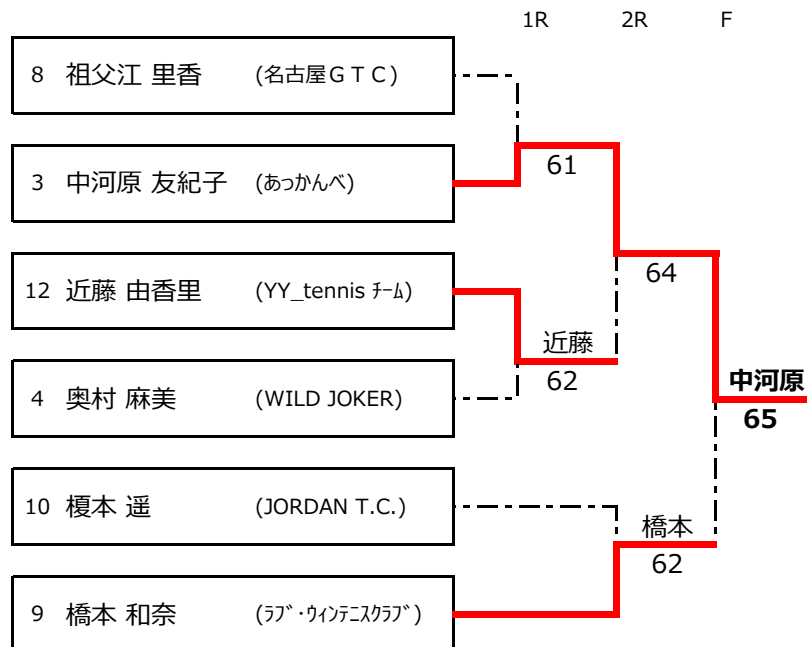 1R 2R F
8 祖父江 里香 (名古屋ＧＴＣ)
3 中河原 友紀子 (あっかんべ)
61
12 近藤 由香里 (YY_tennis ﾁｰﾑ)
64
近藤
62
4 奥村 麻美 (WILD JOKER)
中河原
65
10 榎本 遥 (JORDAN T.C.)
橋本
62
9 橋本 和奈 (ﾗﾌﾞ･ｳｨﾝﾃﾆｽｸﾗﾌﾞ)